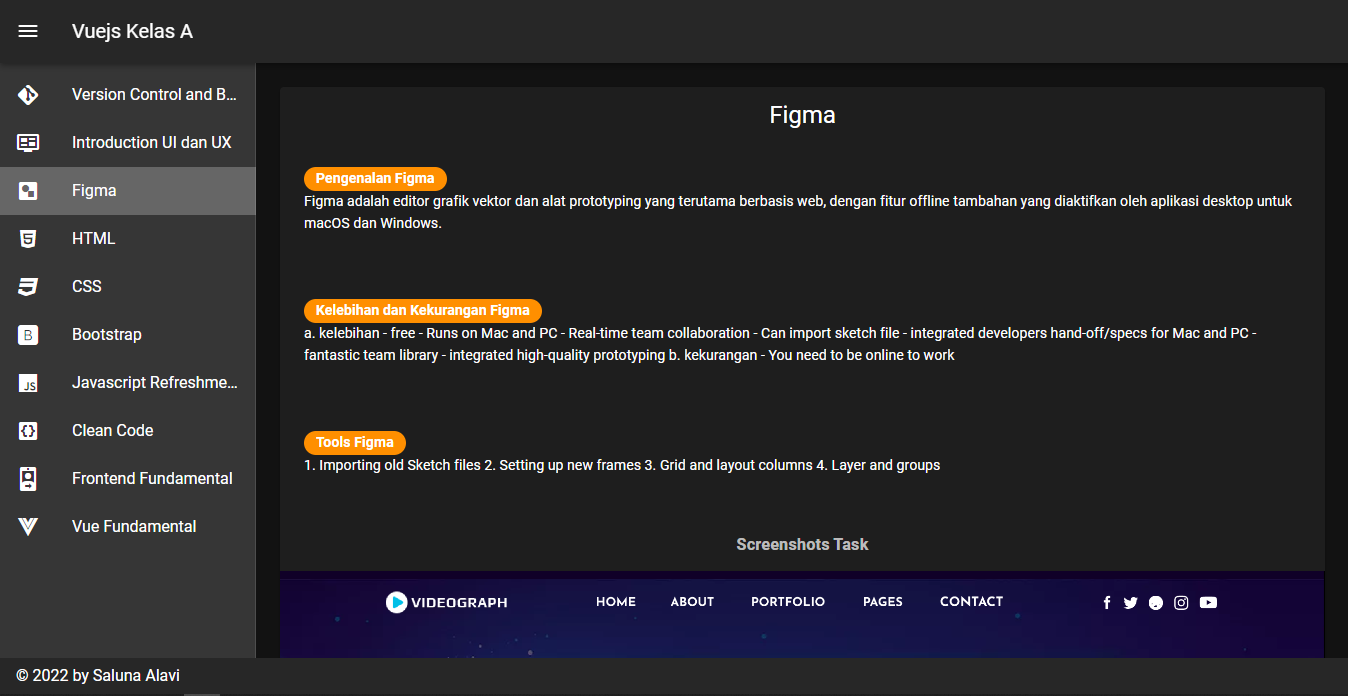 Vuejs Kelas A
Version Control and B...
Introduction UI dan UX
Figma
HTML
CSS
Bootstrap
Javascript Refreshme...
Clean Code
Frontend Fundamental
Vue Fundamental
Figma
Pengenalan Figma
Figma adalah editor grafik vektor dan alat prototyping yang terutama berbasis web, dengan fitur offline tambahan yang diaktifkan oleh aplikasi desktop untuk
macOS dan Windows.
Kelebihan dan Kekurangan Figma
a. kelebihan - free - Runs on Mac and PC - Real-time team collaboration - Can import sketch file - integrated developers hand-off/specs for Mac and PC -
fantastic team library - integrated high-quality prototyping b. kekurangan - You need to be online to work
Tools Figma
1. Importing old Sketch files 2. Setting up new frames 3. Grid and layout columns 4. Layer and groups
Screenshots Task
VIDEOGRAPH HOME ABOUT PORTFOLIO PAGES CONTACT
© 2022 by Saluna Alavi